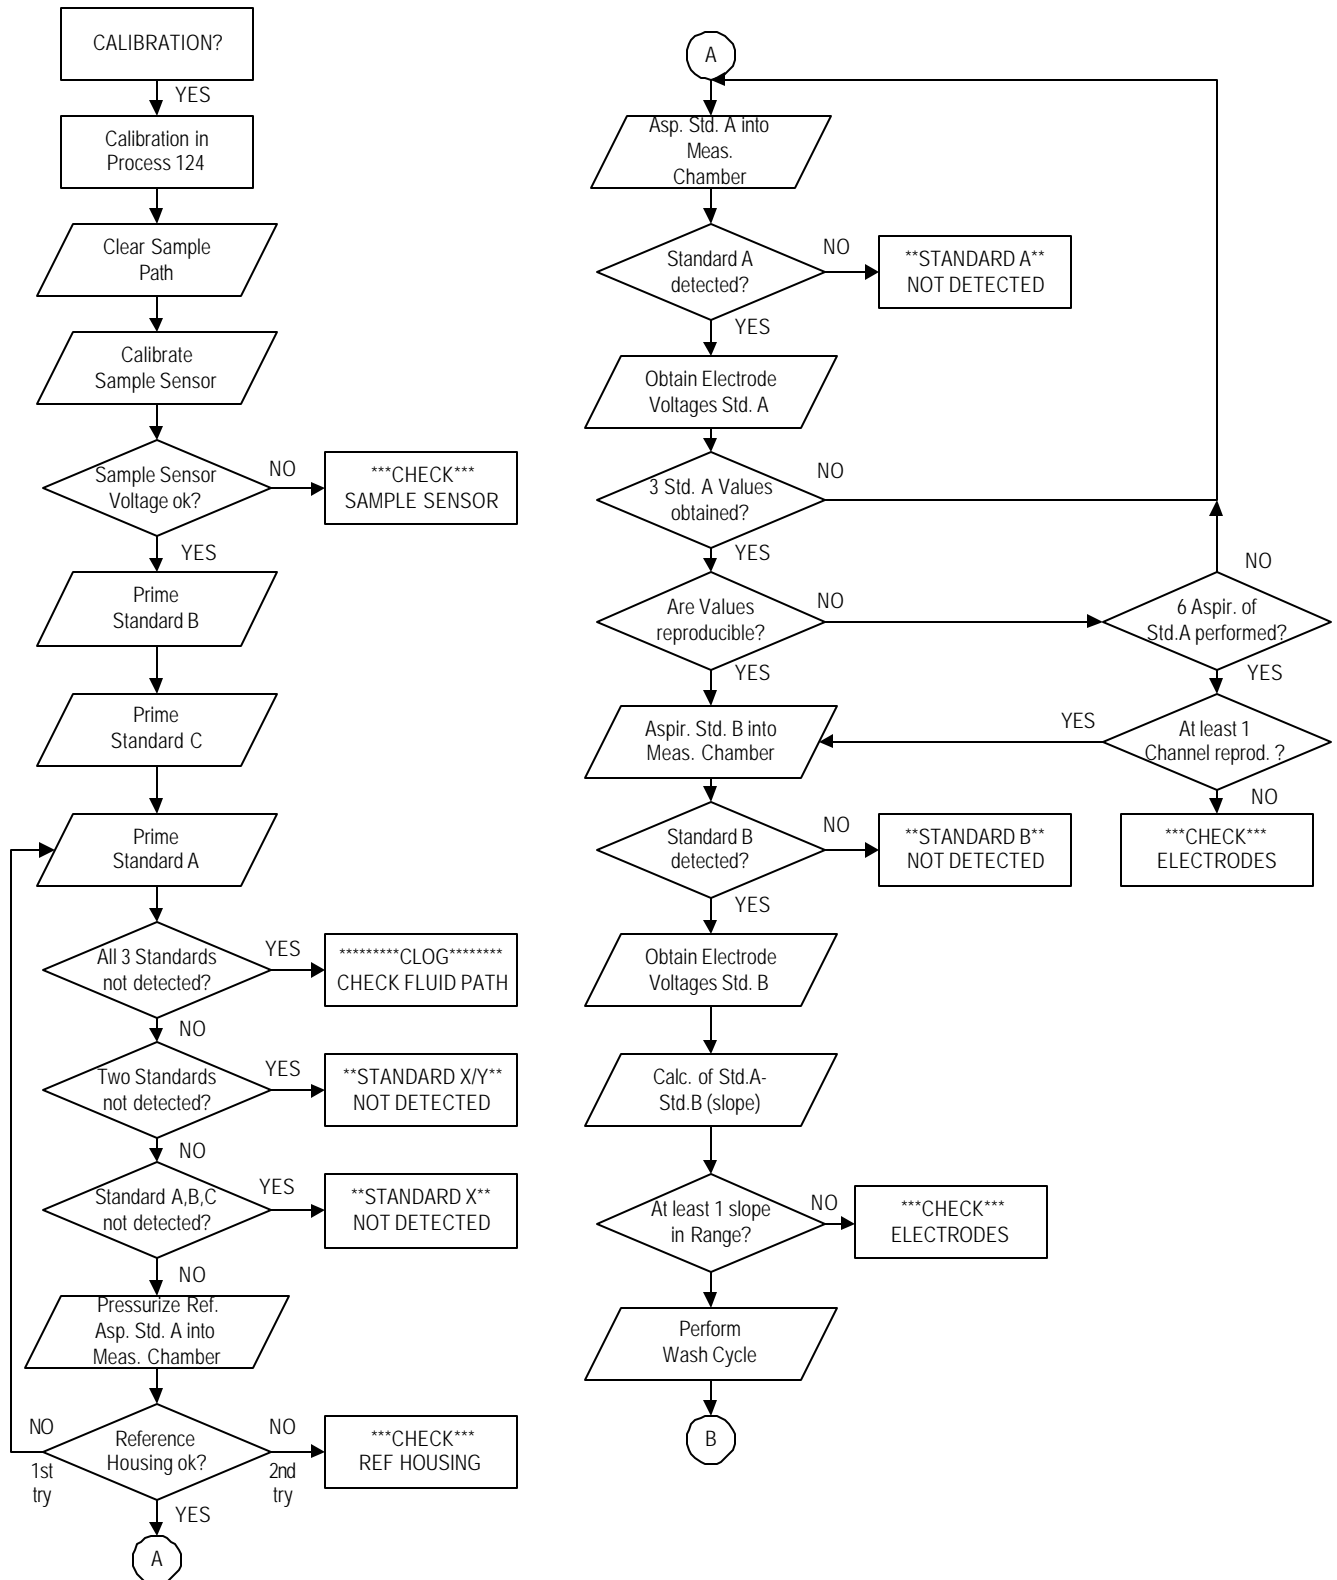 CALIBRATION?
YES
Calibration in
Process 124
Clear Sample
Path
Calibrate
Sample Sensor
Sample Sensor
Voltage ok?
NO
***CHECK***
SAMPLE SENSOR
YES
Prime
Standard B
Prime
Standard C
Prime
Standard A
All 3 Standards
not detected?
YES
*********CLOG********
CHECK FLUID PATH
NO
Two Standards
not detected?
YES
**STANDARD X/Y**
NOT DETECTED
NO
Standard A,B,C
not detected?
YES
**STANDARD X**
NOT DETECTED
NO
Pressurize Ref.
Asp. Std. A into
Meas. Chamber
Reference
Housing ok?
NO
1st
try
NO
2nd
try
***CHECK***
REF HOUSING
YES
A
A
Asp. Std. A into
Meas.
Chamber
Standard A
detected?
NO
**STANDARD A**
NOT DETECTED
YES
Obtain Electrode
Voltages Std. A
3 Std. A Values
obtained?
NO
YES
Are Values
reproducible?
NO
6 Aspir. of
Std.A performed?
NO
YES
At least 1
Channel reprod. ?
YES
NO
***CHECK***
ELECTRODES
YES
Aspir. Std. B into
Meas. Chamber
Standard B
detected?
NO
**STANDARD B**
NOT DETECTED
YES
Obtain Electrode
Voltages Std. B
Calc. of Std.A-
Std.B (slope)
At least 1 slope
in Range?
NO
***CHECK***
ELECTRODES
Perform
Wash Cycle
B